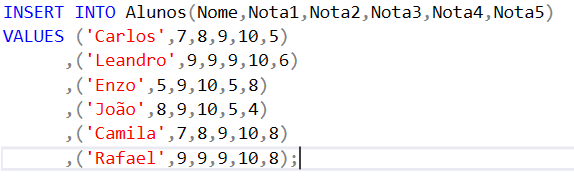 INSERT INTO Alunos(Nome,Nota1,Nota2,Nota3,Nota4,Nota5)
VALUES ('Carlos',7,8,9,10,5)
,('Leandro',9,9,9,10,6)
,('Enzo',5,9,10,5,8)
,('João',8,9,10,5,4)
,('Camila',7,8,9,10,8)
,('Rafael',9,9,9,10,8);